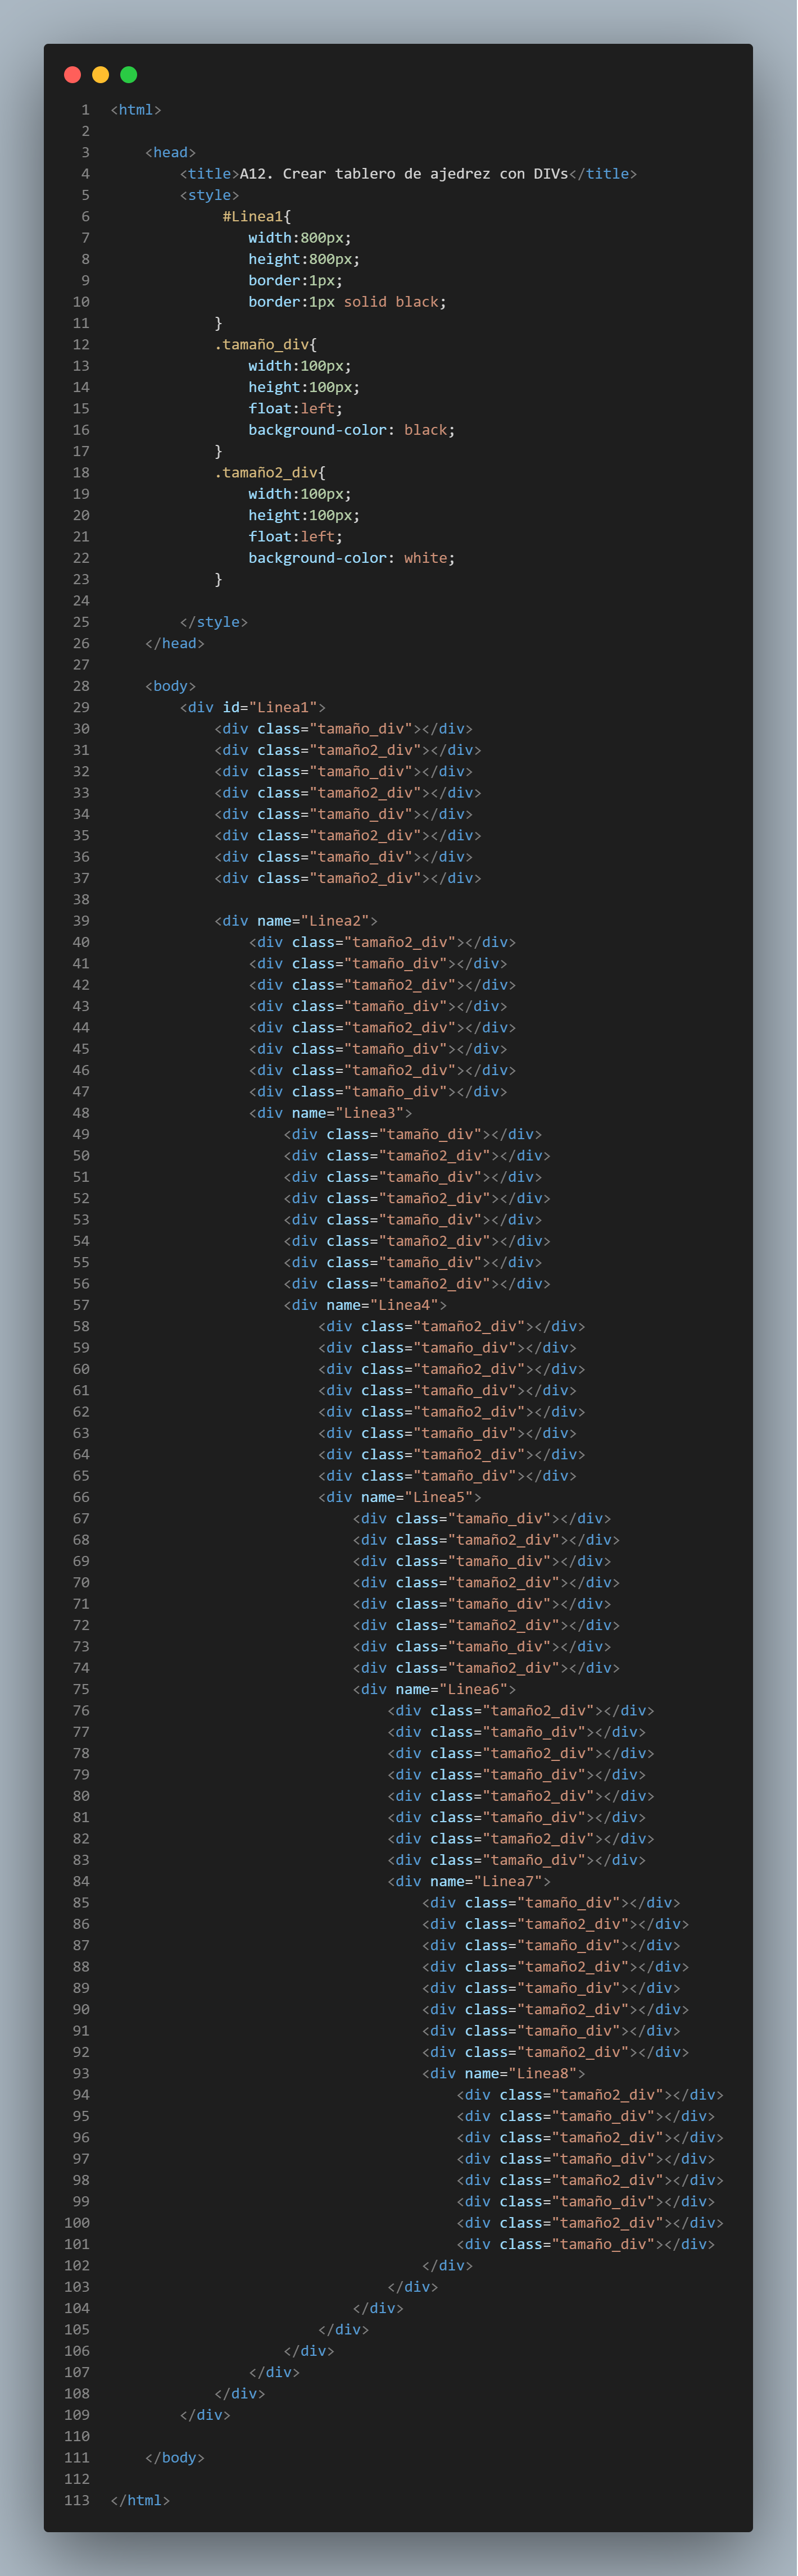 1 <html>
2
3     <head>
4         <title>A12. Crear tablero de ajedrez con DIVs</title>
5         <style>
6              #Linea1{
7                 width:800px;
8                 height:800px;
9                 border:1px;
10                 border:1px solid black;
11             }
12             .tamaño_div{
13                 width:100px;
14                 height:100px;
15                 float:left;
16                 background-color: black;
17             }
18             .tamaño2_div{
19                 width:100px;
20                 height:100px;
21                 float:left;
22                 background-color: white;
23             }
24
25         </style>
26     </head>
27
28     <body>
29         <div id="Linea1">
30             <div class="tamaño_div"></div>
31             <div class="tamaño2_div"></div>
32             <div class="tamaño_div"></div>
33             <div class="tamaño2_div"></div>
34             <div class="tamaño_div"></div>
35             <div class="tamaño2_div"></div>
36             <div class="tamaño_div"></div>
37             <div class="tamaño2_div"></div>
38
39             <div name="Linea2">
40                 <div class="tamaño2_div"></div>
41                 <div class="tamaño_div"></div>
42                 <div class="tamaño2_div"></div>
43                 <div class="tamaño_div"></div>
44                 <div class="tamaño2_div"></div>
45                 <div class="tamaño_div"></div>
46                 <div class="tamaño2_div"></div>
47                 <div class="tamaño_div"></div>
48                 <div name="Linea3">
49                     <div class="tamaño_div"></div>
50                     <div class="tamaño2_div"></div>
51                     <div class="tamaño_div"></div>
52                     <div class="tamaño2_div"></div>
53                     <div class="tamaño_div"></div>
54                     <div class="tamaño2_div"></div>
55                     <div class="tamaño_div"></div>
56                     <div class="tamaño2_div"></div>
57                     <div name="Linea4">
58                         <div class="tamaño2_div"></div>
59                         <div class="tamaño_div"></div>
60                         <div class="tamaño2_div"></div>
61                         <div class="tamaño_div"></div>
62                         <div class="tamaño2_div"></div>
63                         <div class="tamaño_div"></div>
64                         <div class="tamaño2_div"></div>
65                         <div class="tamaño_div"></div>
66                         <div name="Linea5">
67                             <div class="tamaño_div"></div>
68                             <div class="tamaño2_div"></div>
69                             <div class="tamaño_div"></div>
70                             <div class="tamaño2_div"></div>
71                             <div class="tamaño_div"></div>
72                             <div class="tamaño2_div"></div>
73                             <div class="tamaño_div"></div>
74                             <div class="tamaño2_div"></div>
75                             <div name="Linea6">
76                                 <div class="tamaño2_div"></div>
77                                 <div class="tamaño_div"></div>
78                                 <div class="tamaño2_div"></div>
79                                 <div class="tamaño_div"></div>
80                                 <div class="tamaño2_div"></div>
81                                 <div class="tamaño_div"></div>
82                                 <div class="tamaño2_div"></div>
83                                 <div class="tamaño_div"></div>
84                                 <div name="Linea7">
85                                     <div class="tamaño_div"></div>
86                                     <div class="tamaño2_div"></div>
87                                     <div class="tamaño_div"></div>
88                                     <div class="tamaño2_div"></div>
89                                     <div class="tamaño_div"></div>
90                                     <div class="tamaño2_div"></div>
91                                     <div class="tamaño_div"></div>
92                                     <div class="tamaño2_div"></div>
93                                     <div name="Linea8">
94                                         <div class="tamaño2_div"></div>
95                                         <div class="tamaño_div"></div>
96                                         <div class="tamaño2_div"></div>
97                                         <div class="tamaño_div"></div>
98                                         <div class="tamaño2_div"></div>
99                                         <div class="tamaño_div"></div>
100                                         <div class="tamaño2_div"></div>
101                                         <div class="tamaño_div"></div>
102                                     </div>
103                                 </div>
104                             </div>
105                         </div>
106                     </div>
107                 </div>
108             </div>
109         </div>
110
111     </body>
112
113 </html>